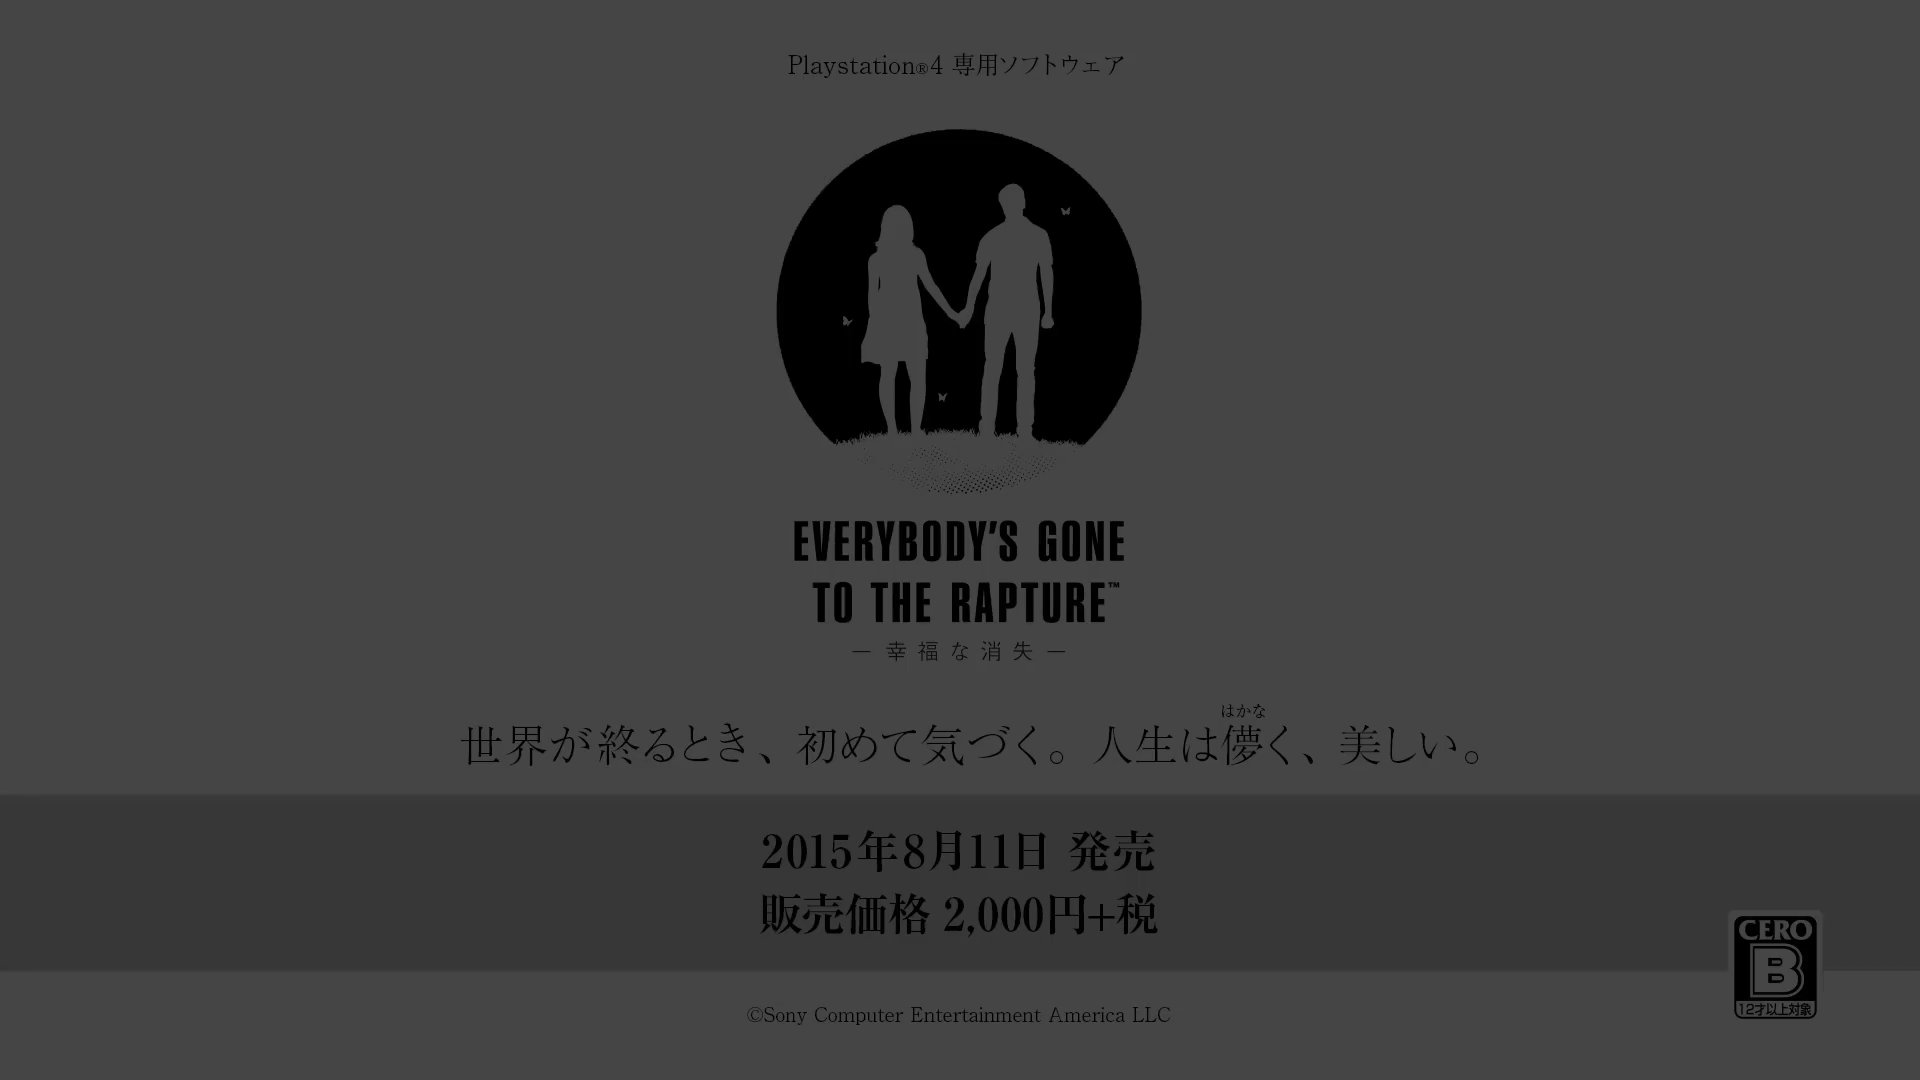 Playstation®4 専用ソフトウェア
EVERYBODY'S GONE
TO THE RAPTURE™
― 幸福な消失 ―
はかな
世界が終るとき、初めて気づく。人生は儚く、美しい。
2015年8月11日 発売
販売価格 2,000円+税
CERO
B
12才以上対象
©Sony Computer Entertainment America LLC